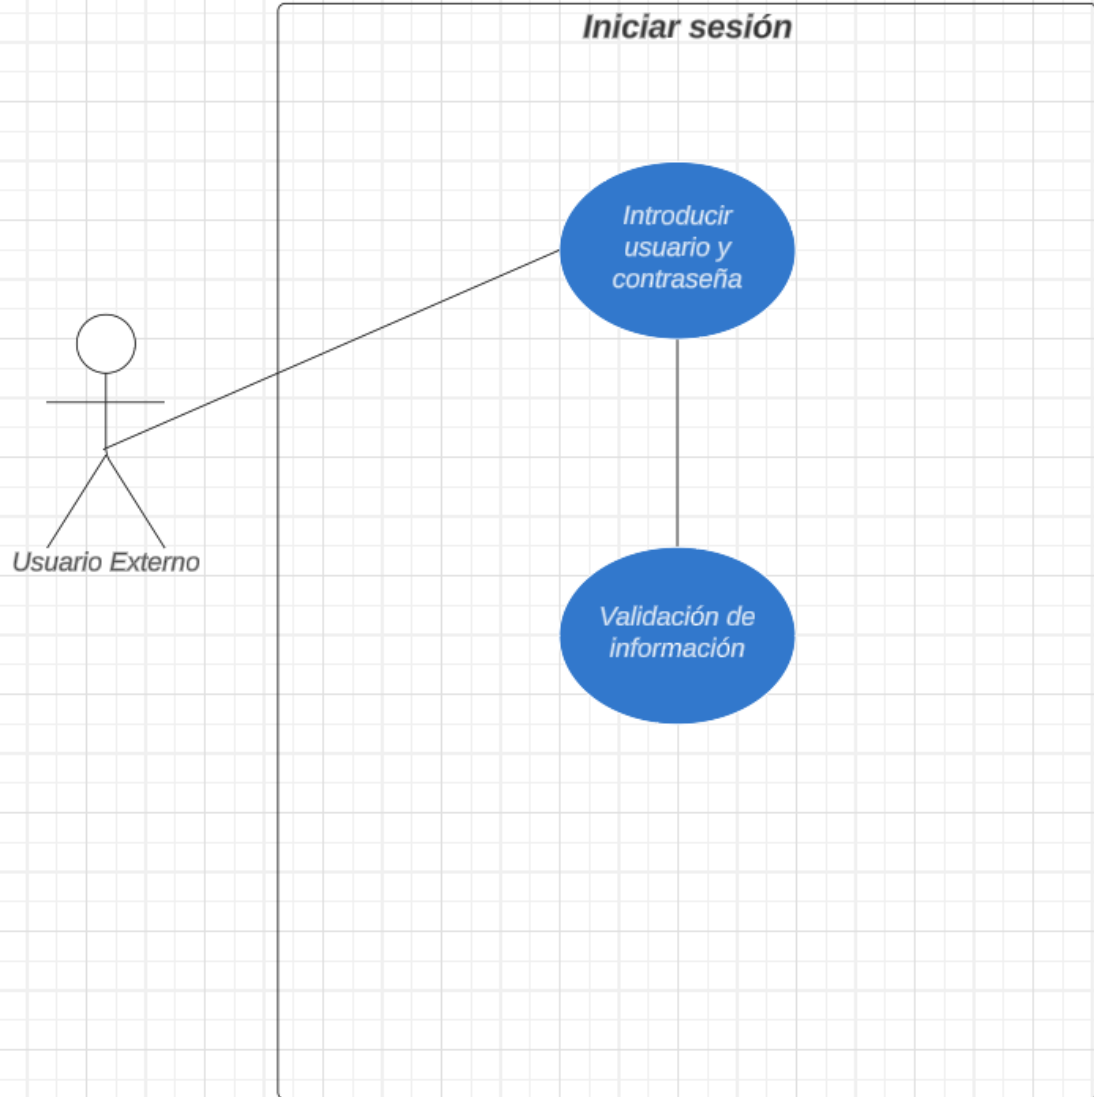 Iniciar sesión
Introducir
usuario y
contraseña
Usuario Externo
Validación de
información